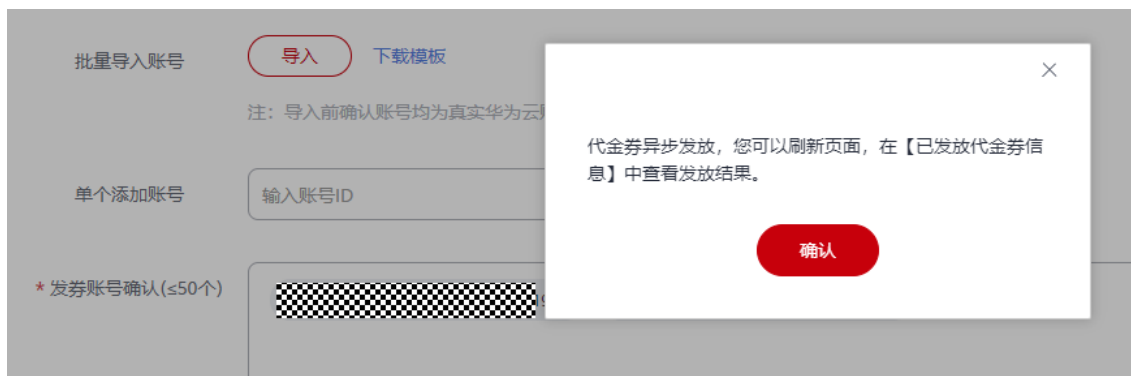 批量导入账号
导入
下载模板
注：导入前确认账号均为真实华为云
代金券异步发放，您可以刷新页面，在【已发放代金券信
息】中查看发放结果。
单个添加账号
输入账号ID
确认
* 发券账号确认(≤50个)